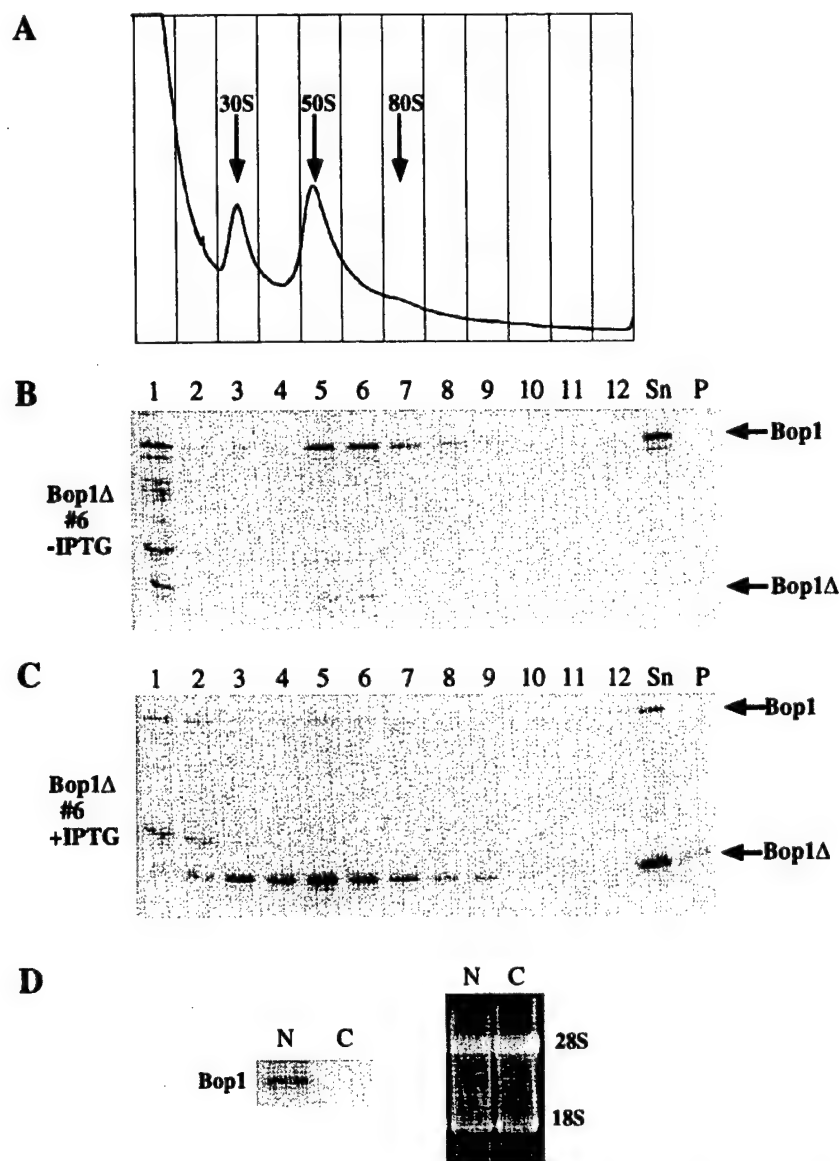 A
30S 50S 80S
B
1 2 3 4 5 6 7 8 9 10 11 12 Sn P
Bop1
Bop1Δ
#6
-IPTG
Bop1Δ
C
1 2 3 4 5 6 7 8 9 10 11 12 Sn P
Bop1
Bop1Δ
#6
+IPTG
Bop1Δ
D
N C
Bop1
N C
28S
18S